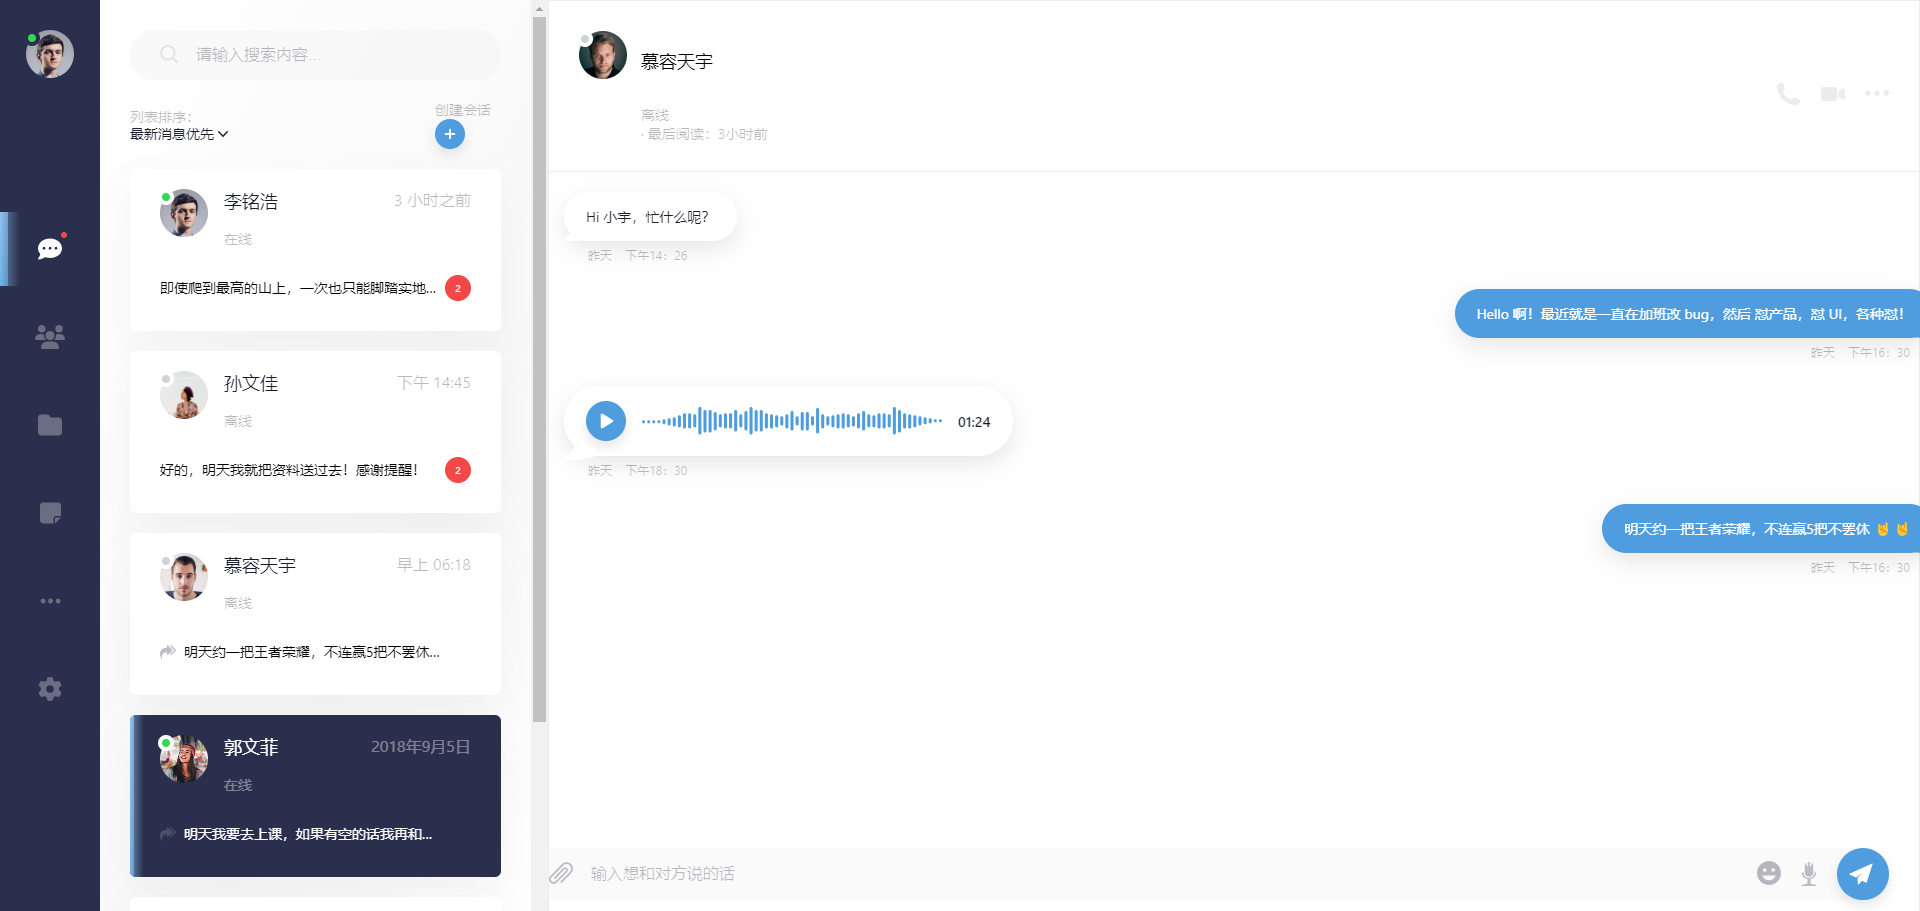 请输入搜索内容...
列表排序：
最新消息优先
创建会话
李铭浩
3 小时之前
在线
即使爬到最高的山上，一次也只能脚踏实地...
2
孙文佳
下午 14:45
离线
好的，明天我就把资料送过去！感谢提醒！
2
慕容天宇
早上 06:18
离线
明天约一把王者荣耀，不连赢5把不罢休...
郭文菲
2018年9月5日
在线
明天我要去上课，如果有空的话我再和...
慕容天宇
离线
· 最后阅读：3小时前
Hi 小宇，忙什么呢？
昨天 下午14：26
Hello 啊！最近就是一直在加班改 bug，然后 怼产品，怼 UI，各种怼！
昨天 下午16：30
01:24
昨天 下午18：30
明天约一把王者荣耀，不连赢5把不罢休 🤘 🤘
昨天 下午16：30
输入想和对方说的话